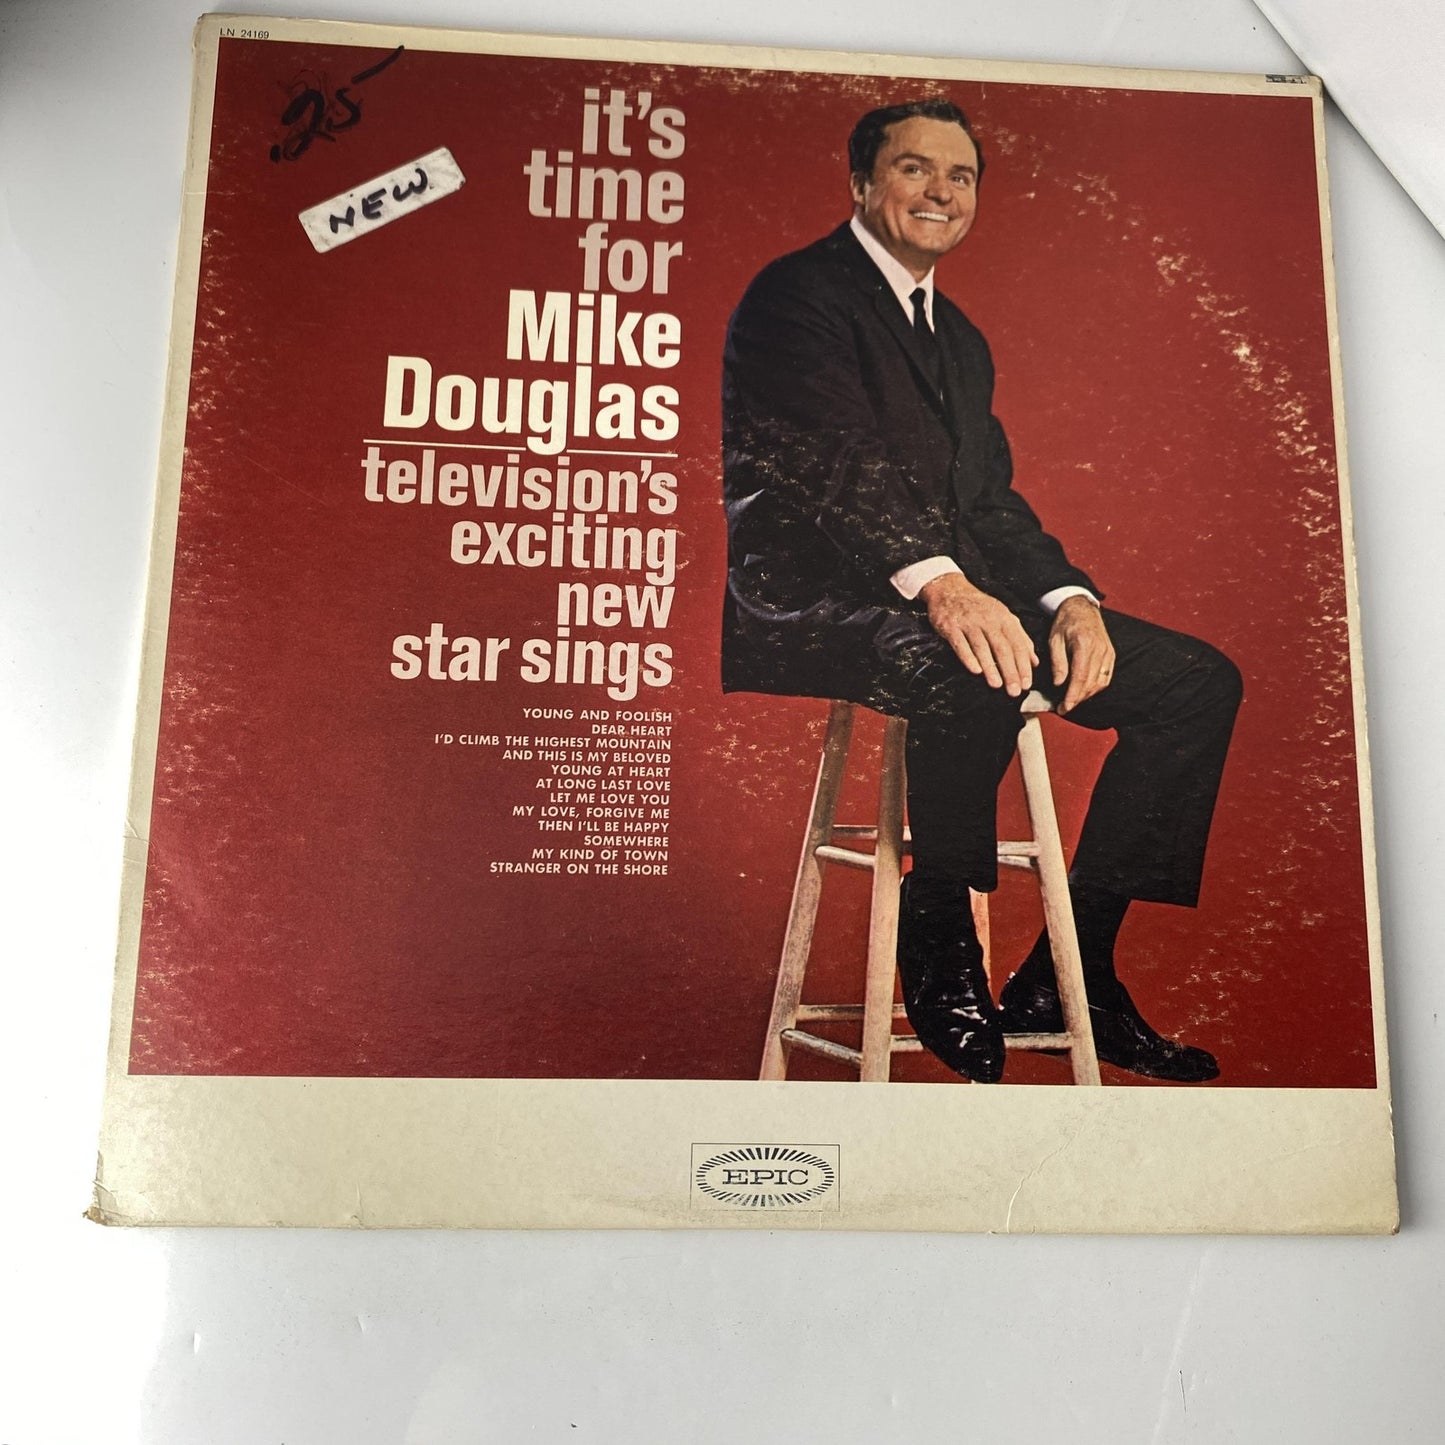 LN 24169
.25
NEW
it's
time
for
Mike
Douglas
television's
exciting
new
star sings
YOUNG AND FOOLISH
DEAR HEART
I'D CLIMB THE HIGHEST MOUNTAIN
AND THIS IS MY BELOVED
YOUNG AT HEART
AT LONG LAST LOVE
LET ME LOVE YOU
MY LOVE, FORGIVE ME
THEN I'LL BE HAPPY
SOMEWHERE
MY KIND OF TOWN
STRANGER ON THE SHORE
EPIC